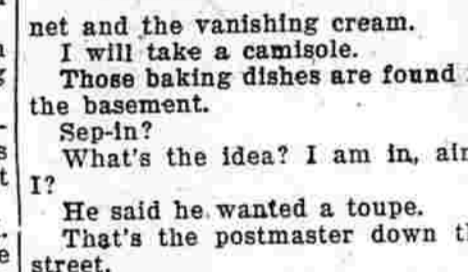 net and the vanishing cream.
I will take a camisole.
Those baking dishes are found
the basement.
Sep-in?
What's the idea? I am in,
I?
He said he wanted a toupe.
That's the postmaster down
street.